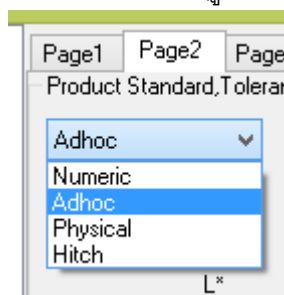 Page1 Page2 Page
Product Standard,Toleran
Adhoc
Numeric
Adhoc
Physical
Hitch
L*